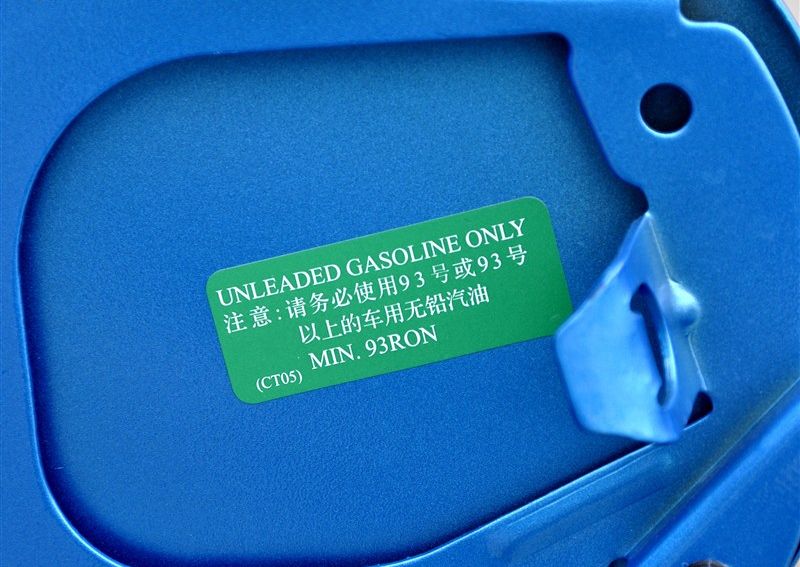 UNLEADED GASOLINE ONLY
注意:请务必使用93号或93号
以上的车用无铅汽油
MIN. 93RON
(CT05)